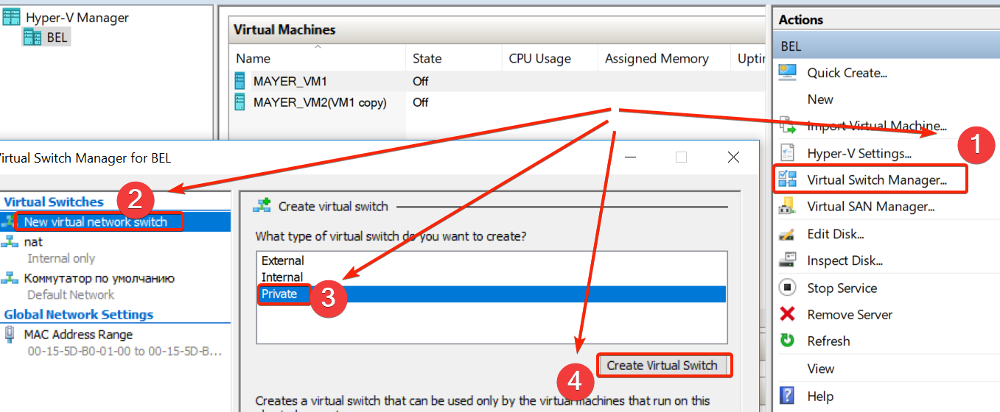 Hyper-V Manager
BEL
Virtual Machines
Name State CPU Usage Assigned Memory
MAYER_VM1 Off
MAYER_VM2(VM1 copy) Off
Actions
BEL
Quick Create...
New
Import Virtual Machine...
Hyper-V Settings...
Virtual Switch Manager...
Virtual SAN Manager...
Edit Disk...
Inspect Disk...
Stop Service
Remove Server
Refresh
View
Help
1
Virtual Switch Manager for BEL
2
Virtual Switches
New virtual network switch
nat
Internal only
Коммутатор по умолчанию
Default Network
Global Network Settings
MAC Address Range
00-15-5D-B0-01-00 to 00-15-5D-B...
Create virtual switch
What type of virtual switch do you want to create?
External
Internal
Private
3
Create Virtual Switch
4
Creates a virtual switch that can be used only by the virtual machines that run on this